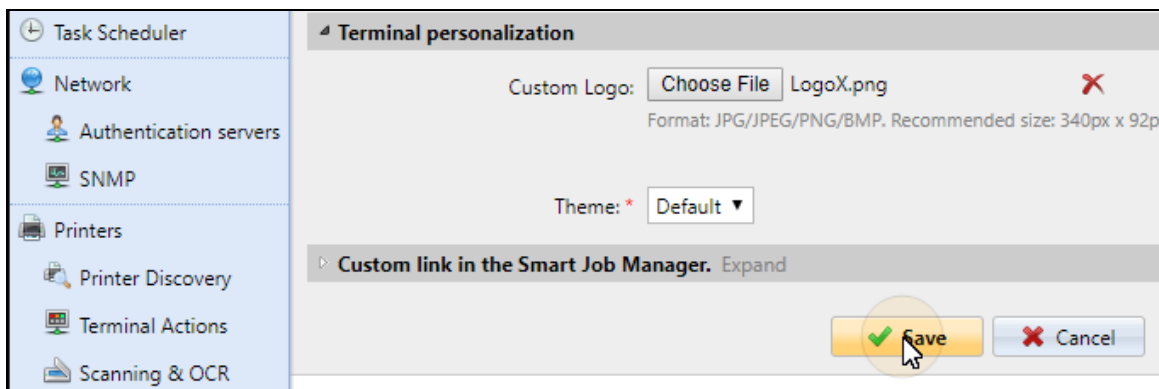 Task Scheduler
Network
Authentication servers
SNMP
Printers
Printer Discovery
Terminal Actions
Scanning & OCR
Terminal personalization
Custom Logo: Choose File LogoX.png
Format: JPG/JPEG/PNG/BMP. Recommended size: 340px x 92p
Theme: * Default
Custom link in the Smart Job Manager. Expand
Save Cancel